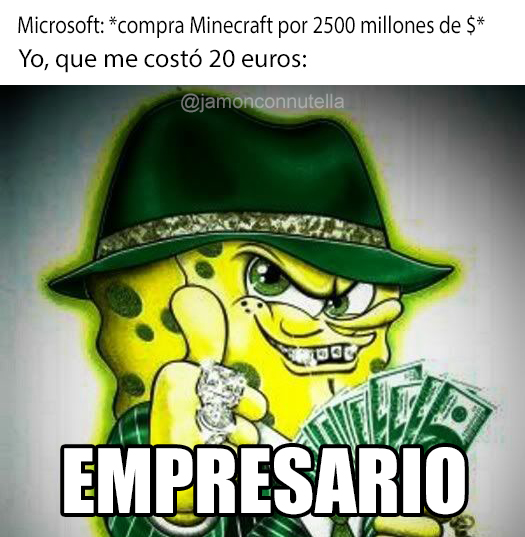 Microsoft: *compra Minecraft por 2500 millones de $*
Yo, que me costó 20 euros:
@jamonconnutella
EMPRESARIO